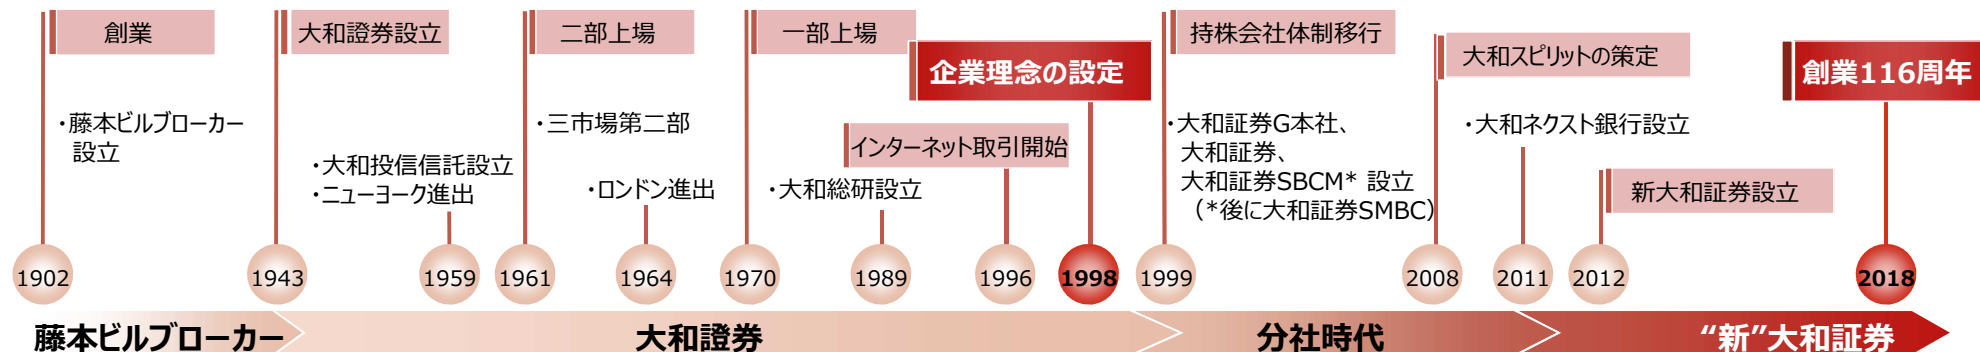 創業
大和證券設立
二部上場
一部上場
企業理念の設定
持株会社体制移行
大和スピリットの策定
創業116周年
・藤本ビルブローカー
設立
・大和投信信託設立
・ニューヨーク進出
・三市場第二部
・ロンドン進出
インターネット取引開始
・大和総研設立
・大和証券G本社、
大和証券、
大和証券SBCM* 設立
(*後に大和証券SMBC)
・大和ネクスト銀行設立
新大和証券設立
1902
1943
1959
1961
1964
1970
1989
1996
1998
1999
2008
2011
2012
2018
藤本ビルブローカー
大和證券
分社時代
“新”大和証券